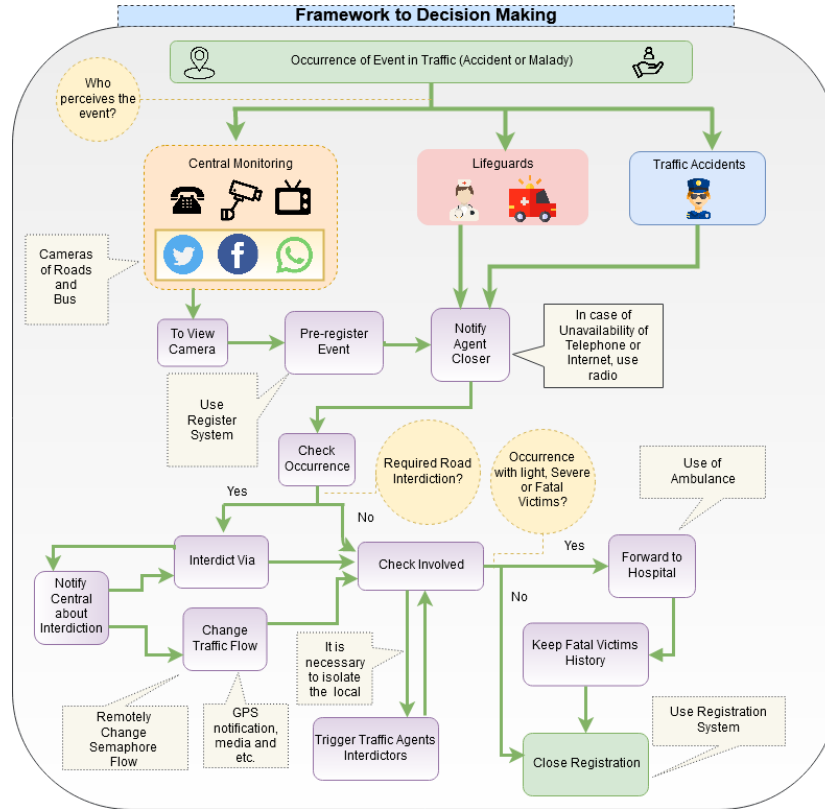 Framework to Decision Making
Occurrence of Event in Traffic (Accident or Malady)
Who
perceives the
event?
Central Monitoring
Lifeguards
Traffic Accidents
Cameras
of Roads
and
Bus
To View
Camera
Pre-register
Event
Notify
Agent
Closer
In case of
Unavailability of
Telephone or
Internet, use
radio
Use
Register
System
Check
Occurrence
Required Road
Interdiction?
Occurrence
with light, Severe
or Fatal
Victims?
Use of
Ambulance
Yes
No
Interdict Via
Check Involved
Yes
No
Forward to
Hospital
Notify
Central
about
Interdiction
Change
Traffic Flow
It is
necessary
to isolate
the local
Keep Fatal Victims
History
Remotely
Change
Semaphore
Flow
GPS
notification,
media and
etc.
Trigger Traffic Agents
Interdictors
Close Registration
Use Registration
System